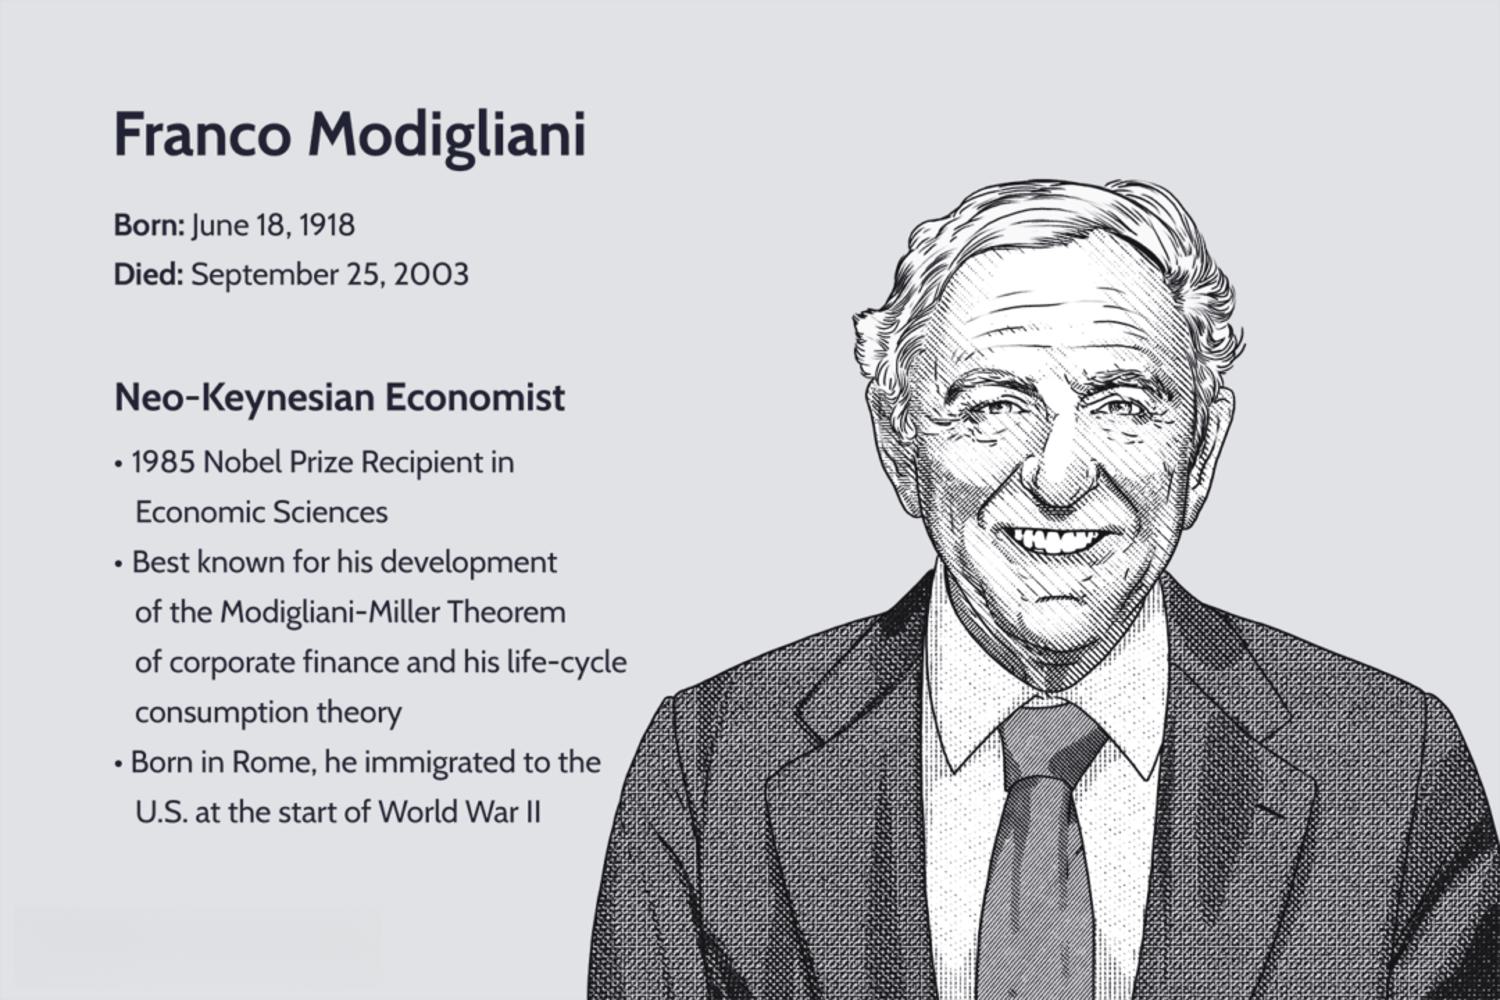 Franco Modigliani
Born: June 18, 1918
Died: September 25, 2003
Neo-Keynesian Economist
• 1985 Nobel Prize Recipient in
Economic Sciences
• Best known for his development
of the Modigliani-Miller Theorem
of corporate finance and his life-cycle
consumption theory
• Born in Rome, he immigrated to the
U.S. at the start of World War II